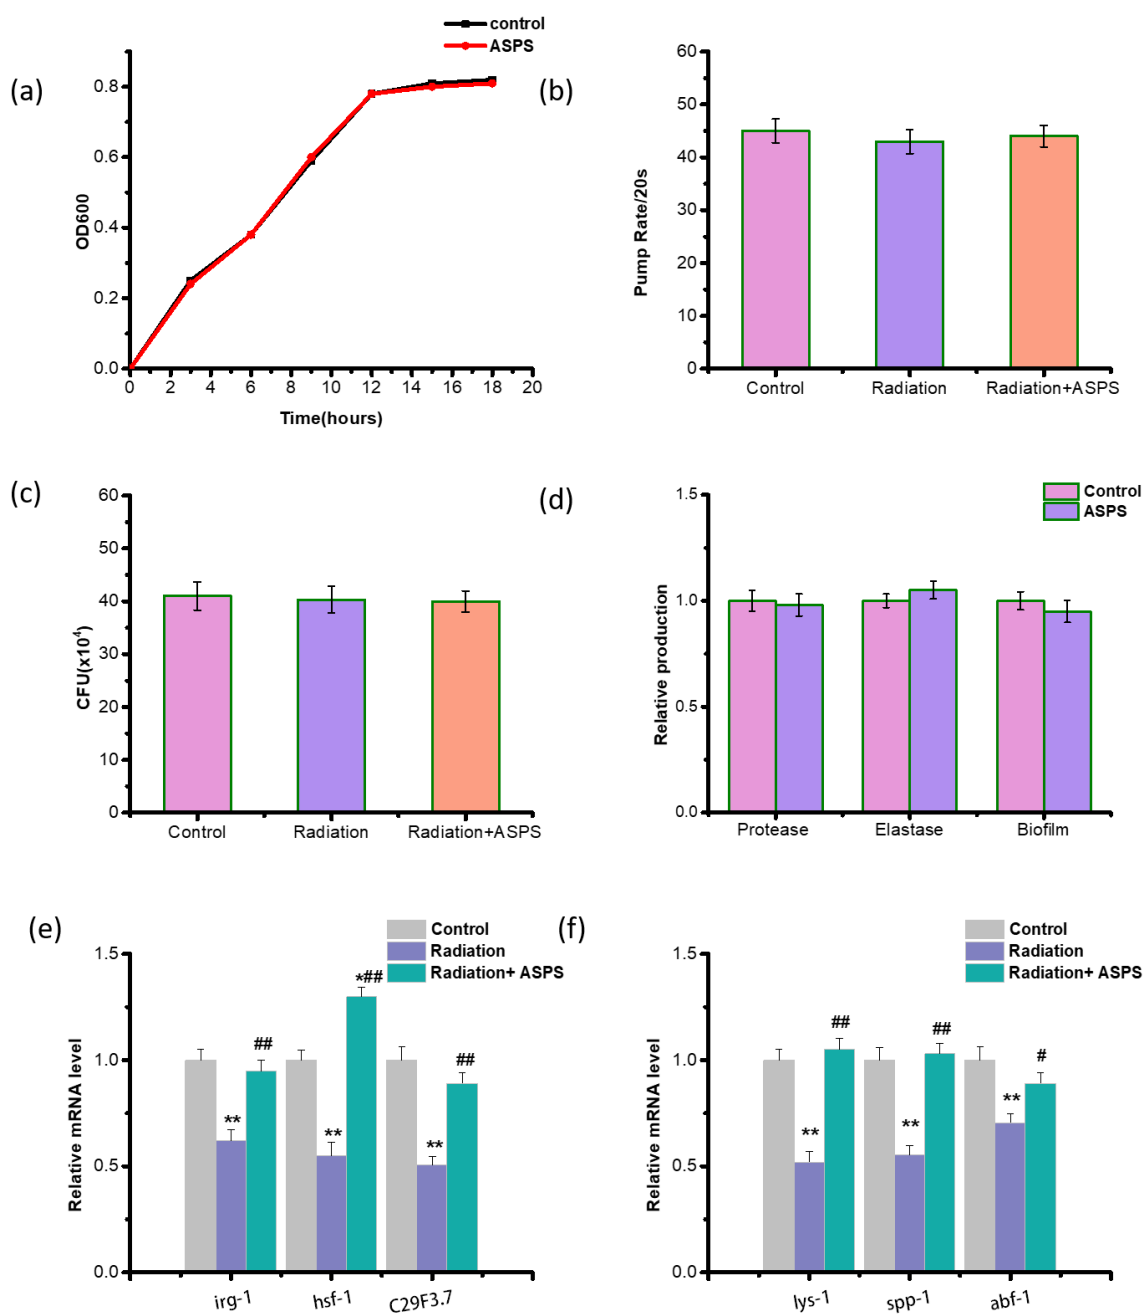 (a)
control
ASPS
OD600
0.8
0.6
0.4
0.2
0.0
0 2 4 6 8 10 12 14 16 18 20
Time(hours)
(b)
Pump Rate/20s
60
50
40
30
20
10
0
Control Radiation Radiation+ASPS
(c)
CFU(x10⁴)
60
50
40
30
20
10
0
Control Radiation Radiation+ASPS
(d)
Control
ASPS
Relative production
1.5
1.0
0.5
0.0
Protease Elastase Biofilm
(e)
Control
Radiation
Radiation+ ASPS
Relative mRNA level
1.5
1.0
0.5
0.0
** ## ** *## ** ##
irg-1 hsf-1 C29F3.7
(f)
Control
Radiation
Radiation+ ASPS
Relative mRNA level
1.5
1.0
0.5
0.0
** ## ** ## ** #
lys-1 spp-1 abf-1